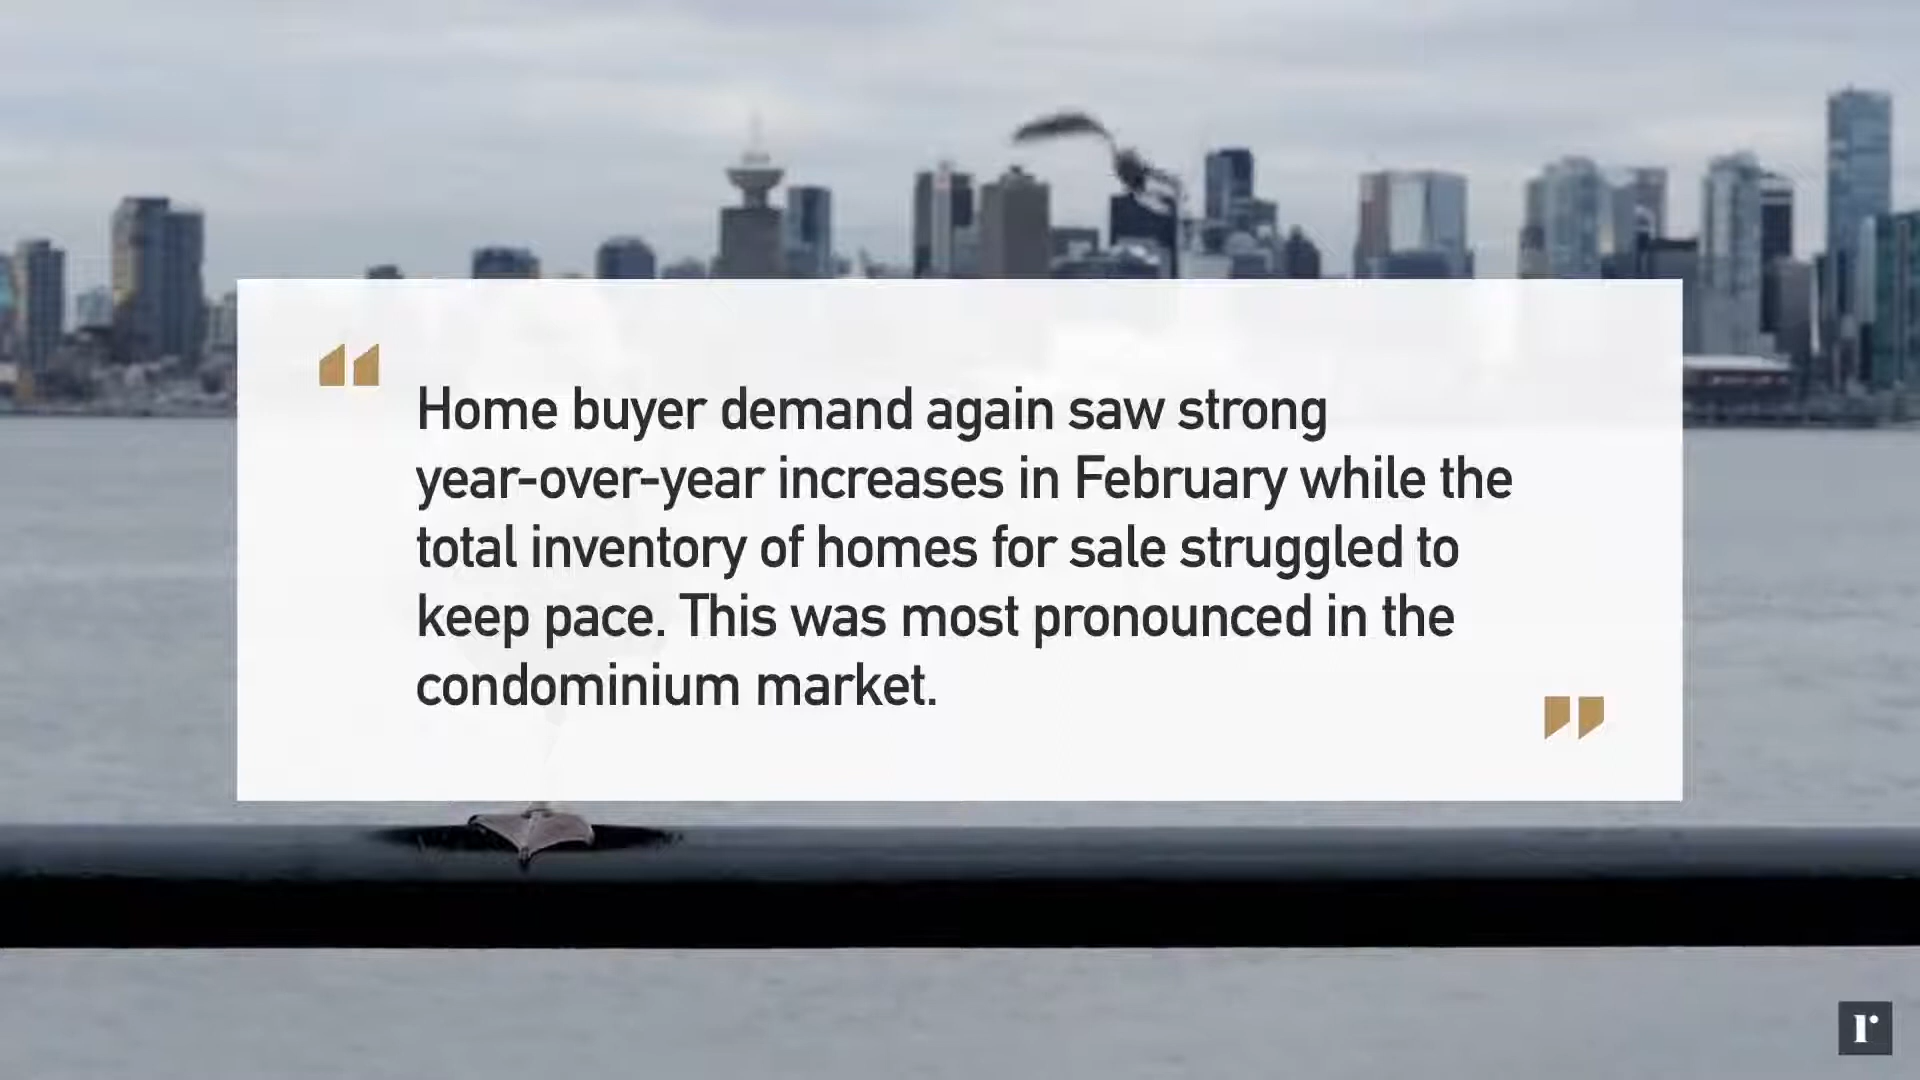 Home buyer demand again saw strong
year-over-year increases in February while the
total inventory of homes for sale struggled to
keep pace. This was most pronounced in the
condominium market.
r